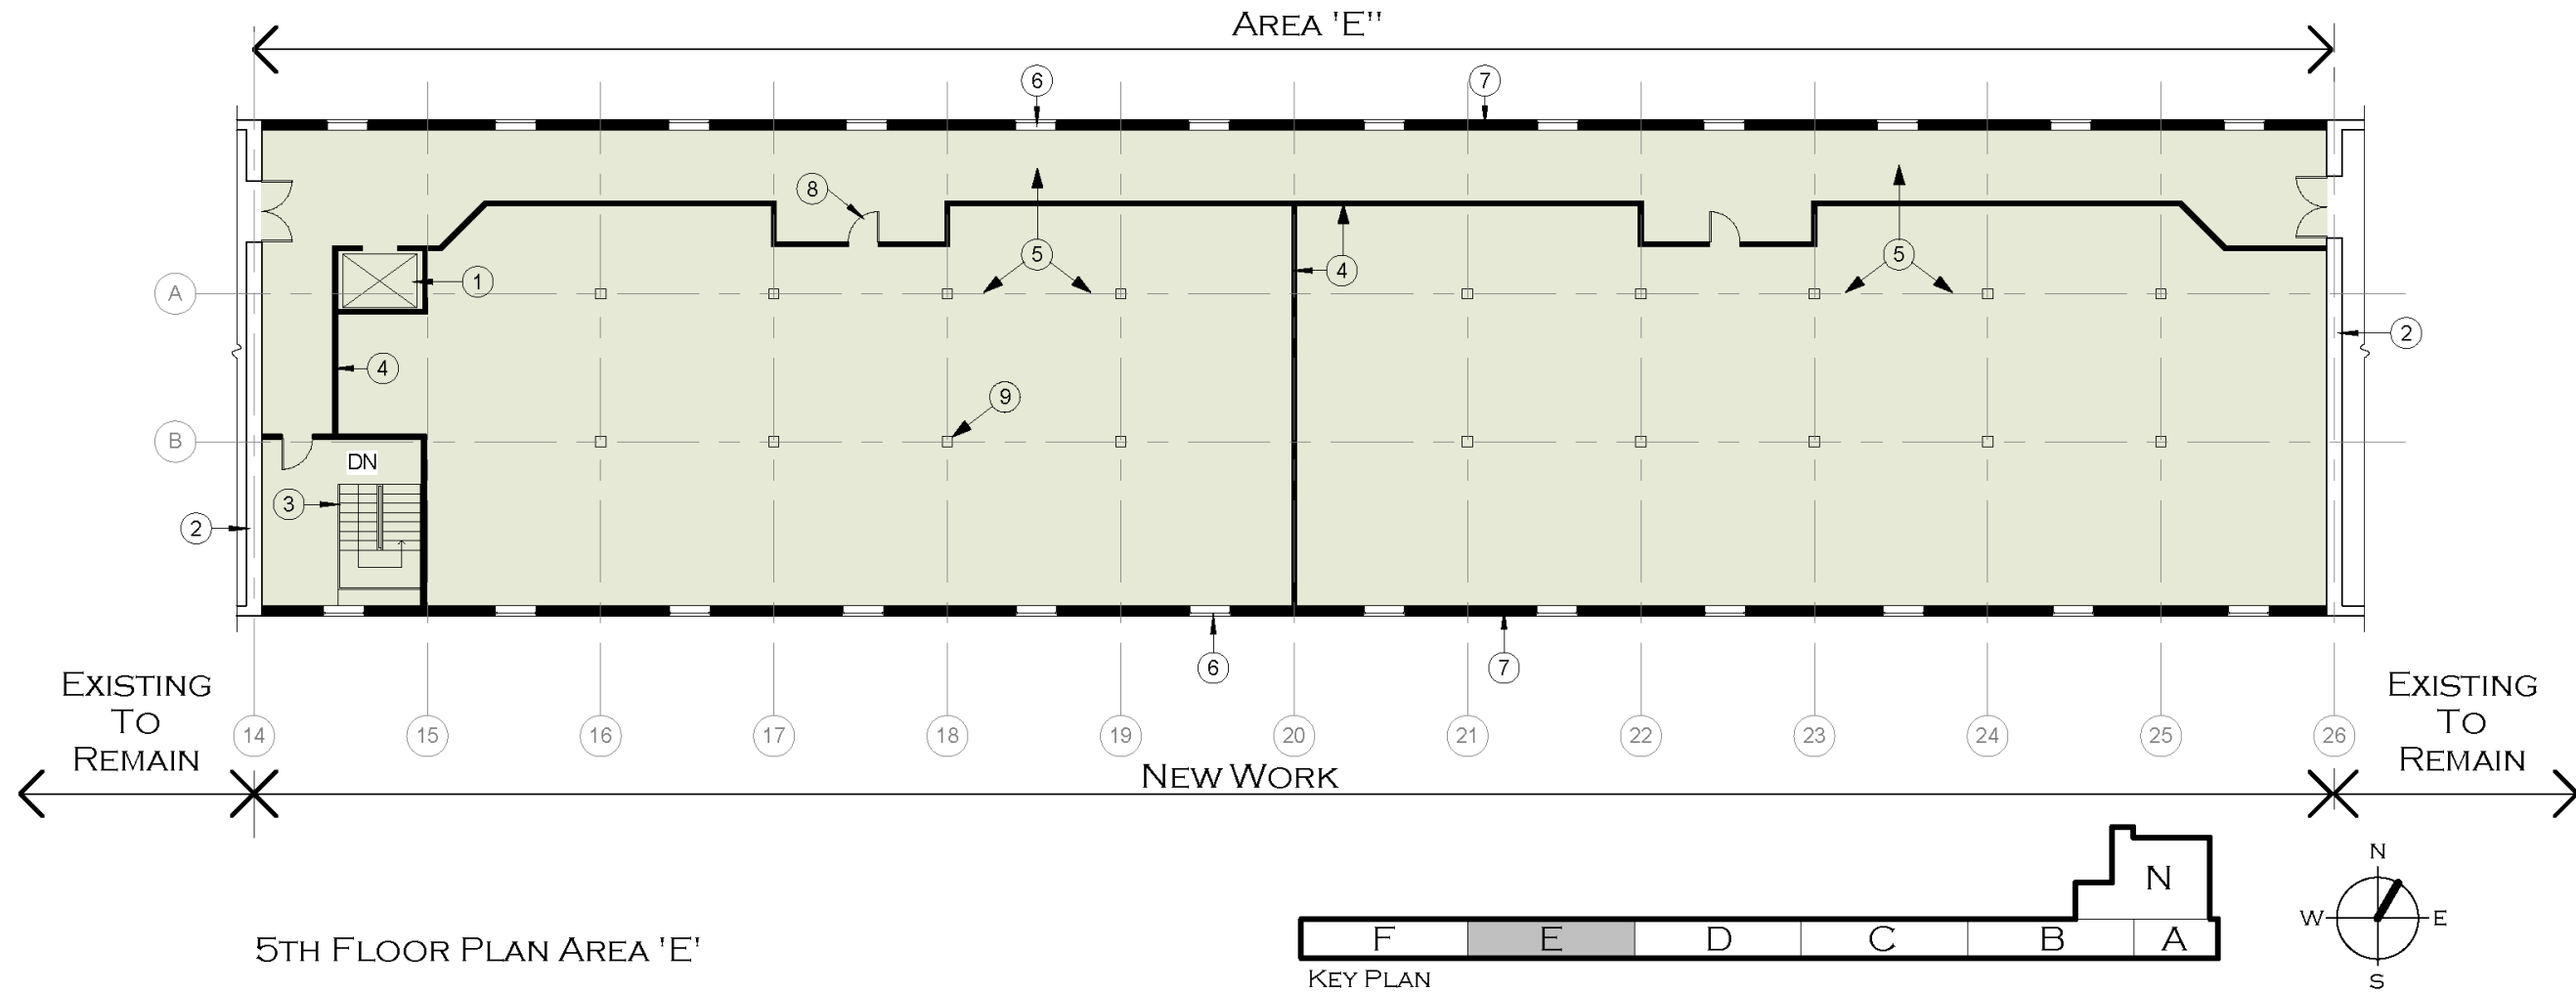 AREA 'E''
6
7
8
5
5
1
4
A
2
4
9
B
DN
3
2
6
7
EXISTING
TO
REMAIN
EXISTING
TO
REMAIN
14 15 16 17 18 19 20 21 22 23 24 25 26
NEW WORK
N
N
W E
F E D C B A
5TH FLOOR PLAN AREA 'E'
KEY PLAN
S